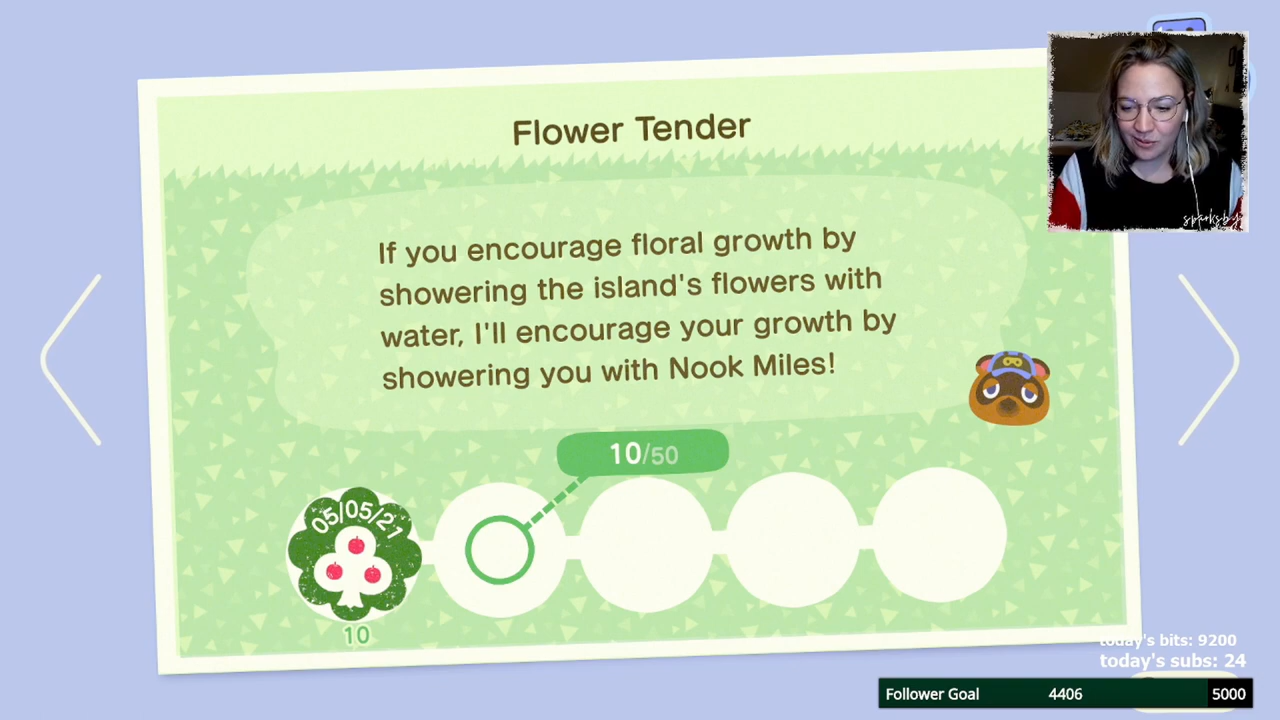 Flower Tender
If you encourage floral growth by
showering the island's flowers with
water, I'll encourage your growth by
showering you with Nook Miles!
10/50
05/05/21
10
today's bits: 9200
today's subs: 24
Follower Goal 4406 5000